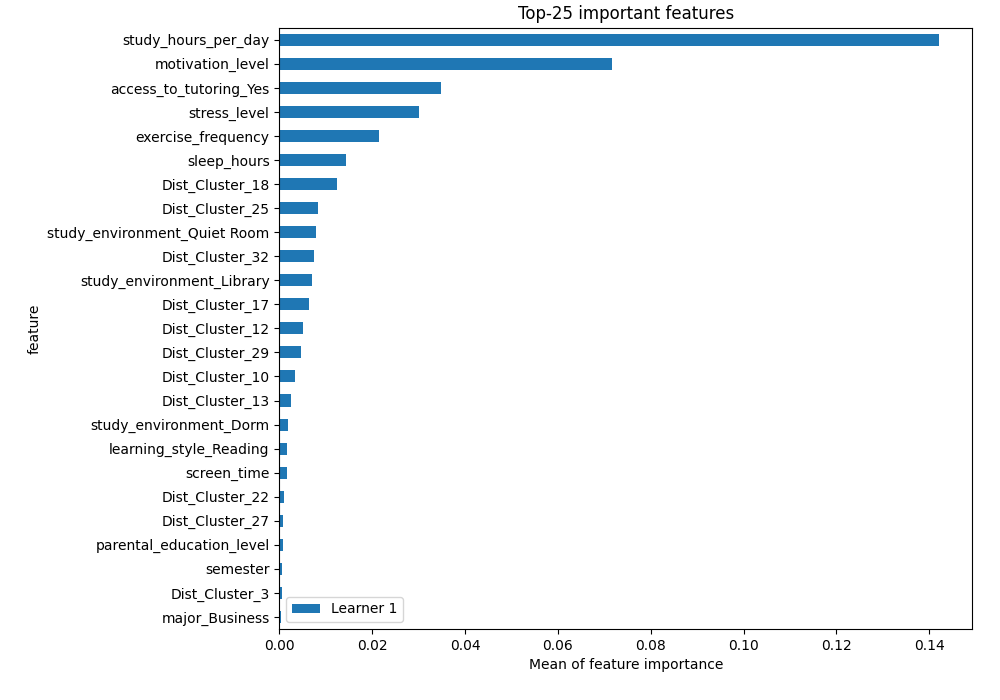 Top-25 important features
study_hours_per_day
motivation_level
access_to_tutoring_Yes
stress_level
exercise_frequency
sleep_hours
Dist_Cluster_18
Dist_Cluster_25
study_environment_Quiet Room
Dist_Cluster_32
study_environment_Library
Dist_Cluster_17
Dist_Cluster_12
Dist_Cluster_29
Dist_Cluster_10
Dist_Cluster_13
study_environment_Dorm
learning_style_Reading
screen_time
Dist_Cluster_22
Dist_Cluster_27
parental_education_level
semester
Dist_Cluster_3
major_Business
feature
Learner 1
0.00 0.02 0.04 0.06 0.08 0.10 0.12 0.14
Mean of feature importance